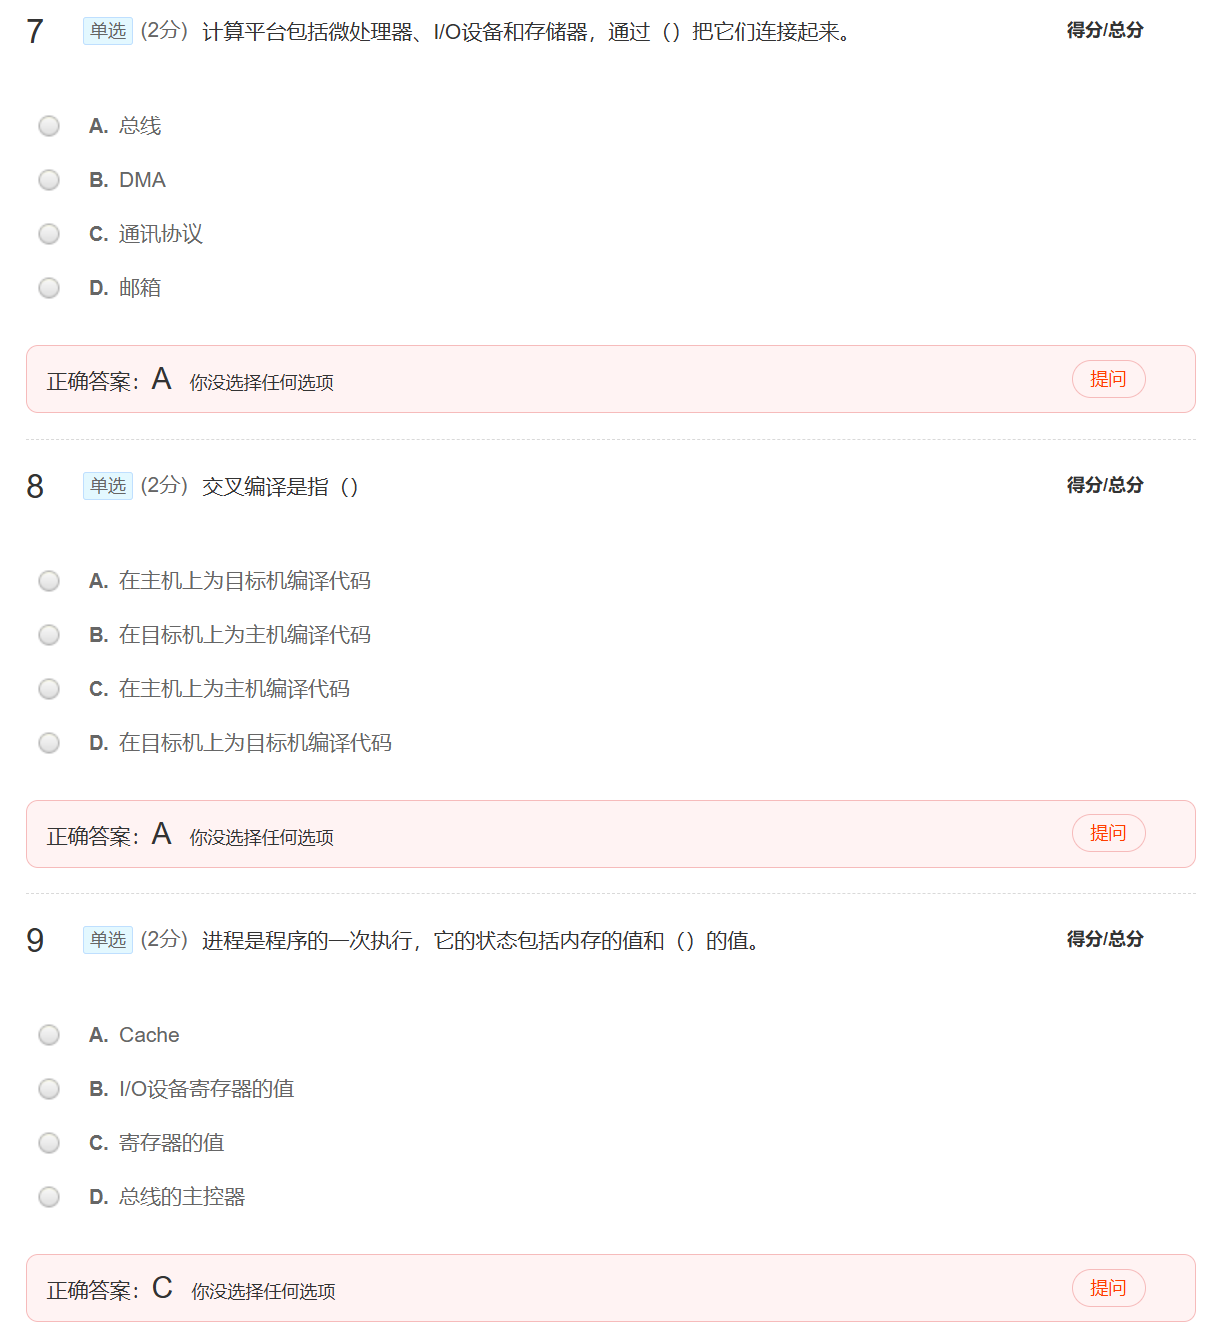 7 单选 (2分) 计算平台包括微处理器、I/O设备和存储器，通过（）把它们连接起来。 得分/总分
A. 总线
B. DMA
C. 通讯协议
D. 邮箱
正确答案：A 你没选择任何选项 提问
8 单选 (2分) 交叉编译是指（） 得分/总分
A. 在主机上为目标机编译代码
B. 在目标机上为主机编译代码
C. 在主机上为主机编译代码
D. 在目标机上为目标机编译代码
正确答案：A 你没选择任何选项 提问
9 单选 (2分) 进程是程序的一次执行，它的状态包括内存的值和（）的值。 得分/总分
A. Cache
B. I/O设备寄存器的值
C. 寄存器的值
D. 总线的主控器
正确答案：C 你没选择任何选项 提问